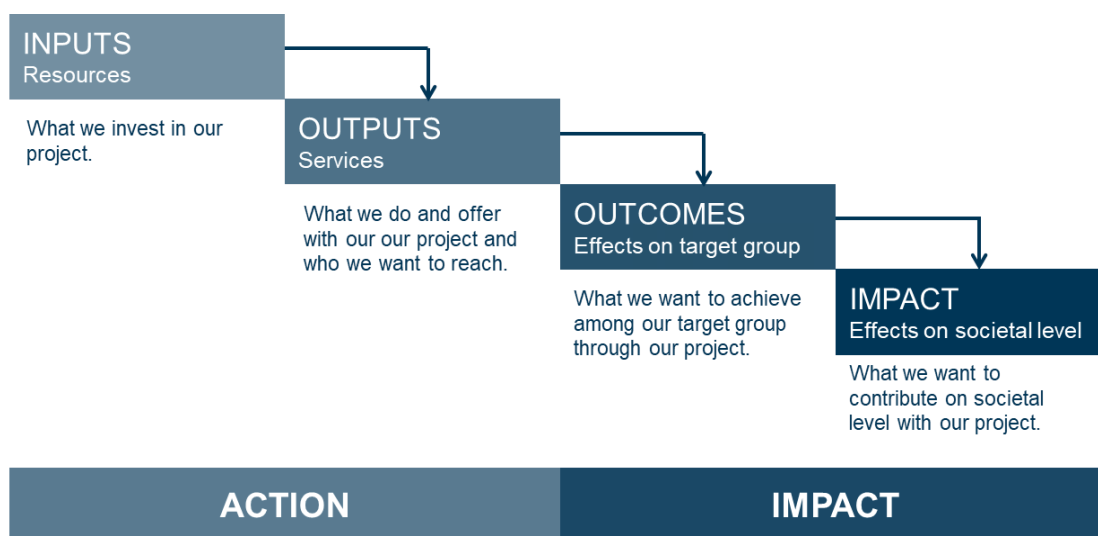 INPUTS
Resources
What we invest in our
project.
OUTPUTS
Services
What we do and offer
with our our project and
who we want to reach.
OUTCOMES
Effects on target group
What we want to achieve
among our target group
through our project.
IMPACT
Effects on societal level
What we want to
contribute on societal
level with our project.
ACTION
IMPACT